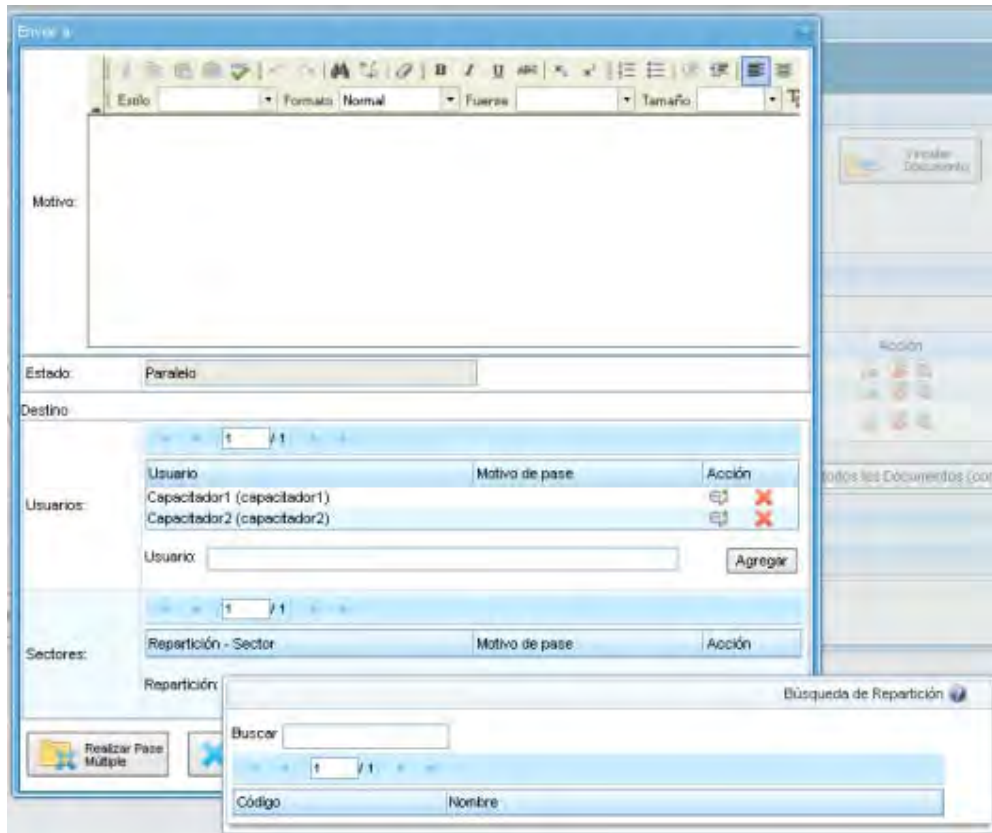 Enviar a
Estilo Formato Normal Fuente Tamaño
Motivo:
Vincular
Documento
Acción
Estado: Paralelo
Destino
1 / 1
Usuario Motivo de pase Acción
todos los Documentos (con
Usuarios:
Capacitador1 (capacitador1)
Capacitador2 (capacitador2)
Usuario: Agregar
1 / 1
Sectores:
Repartición - Sector Motivo de pase Acción
Repartición:
Búsqueda de Repartición
Realizar Pase
Múltiple
Buscar
1 / 1
Código Nombre